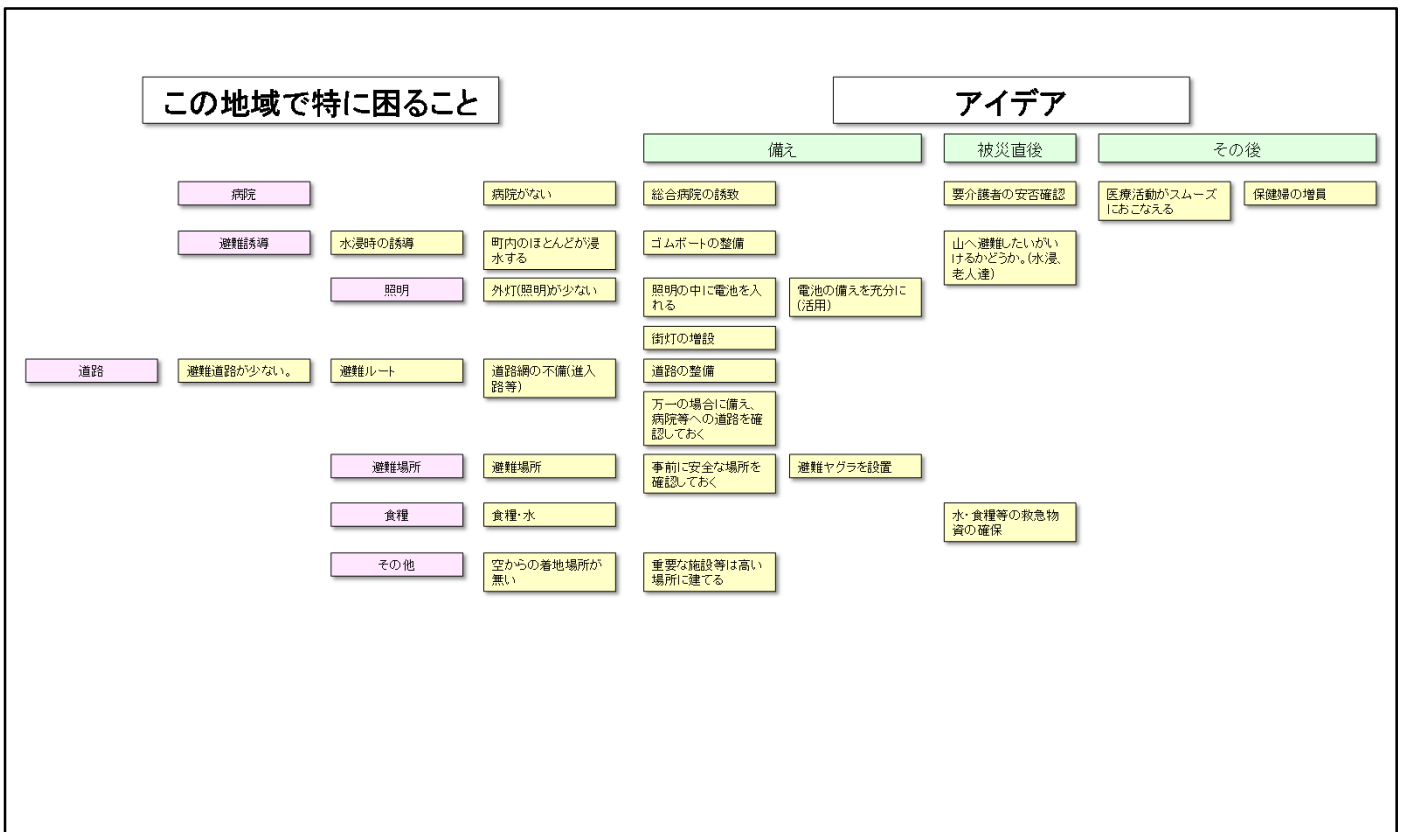 この地域で特に困ること
アイデア
備え
被災直後
その後
病院
病院がない
総合病院の誘致
要介護者の安否確認
医療活動がスムーズ
におこなえる
保健婦の増員
避難誘導
水浸時の誘導
町内のほとんどが浸
水する
ゴムボートの整備
山へ避難したいがい
けるかどうか。(水浸、
老人達)
照明
外灯(照明)が少ない
照明の中に電池を入
れる
電池の備えを充分に
(活用)
街灯の増設
道路
避難道路が少ない。
避難ルート
道路網の不備(進入
路等)
道路の整備
万一の場合に備え、
病院等への道路を確
認しておく
避難場所
避難場所
事前に安全な場所を
確認しておく
避難ヤグラを設置
食糧
食糧・水
水・食糧等の救急物
資の確保
その他
空からの着地場所が
無い
重要な施設等は高い
場所に建てる